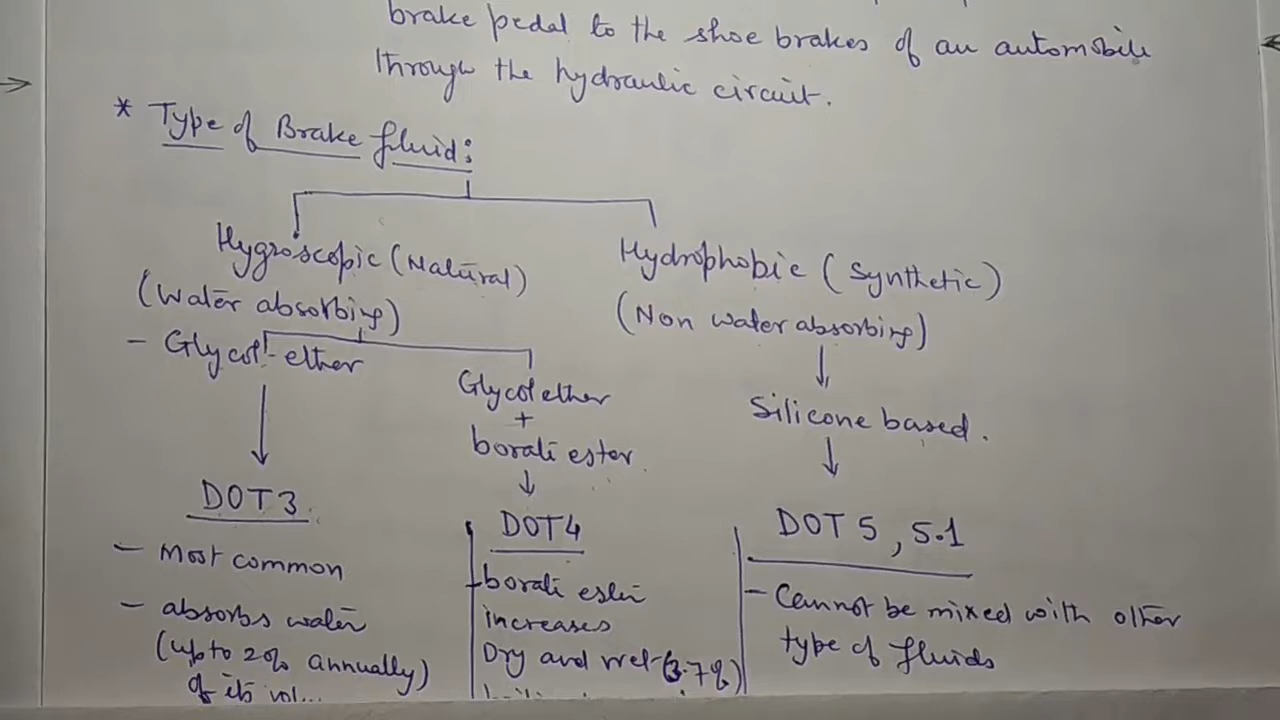 brake pedal to the shoe brakes of an automobile
through the hydraulic circuit.
* Type of Brake fluid:
Hygroscopic (Natural)
(Water absorbing)
- Glycol-ether
Glycol ether
+
borate ester
DOT4
Hydrophobic (Synthetic)
(Non water absorbing)
Silicone based.
DOT 5, 5.1
DOT3.
- Most common
- absorbs water
(upto 2% annually)
of its vol...
borate ester
increases
Dry and wet (3.7%)
- Cannot be mixed with other
type of fluids